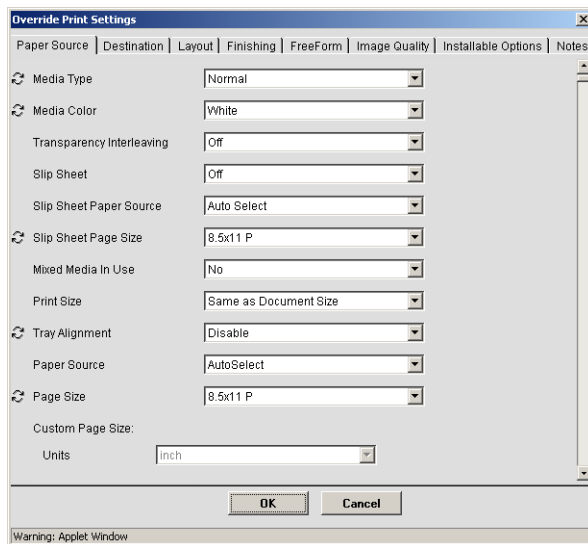 Override Print Settings
Paper Source Destination Layout Finishing FreeForm Image Quality Installable Options Notes
Media Type Normal
Media Color White
Transparency Interleaving Off
Slip Sheet Off
Slip Sheet Paper Source Auto Select
Slip Sheet Page Size 8.5x11 P
Mixed Media In Use No
Print Size Same as Document Size
Tray Alignment Disable
Paper Source AutoSelect
Page Size 8.5x11 P
Custom Page Size:
Units inch
OK Cancel
Warning: Applet Window